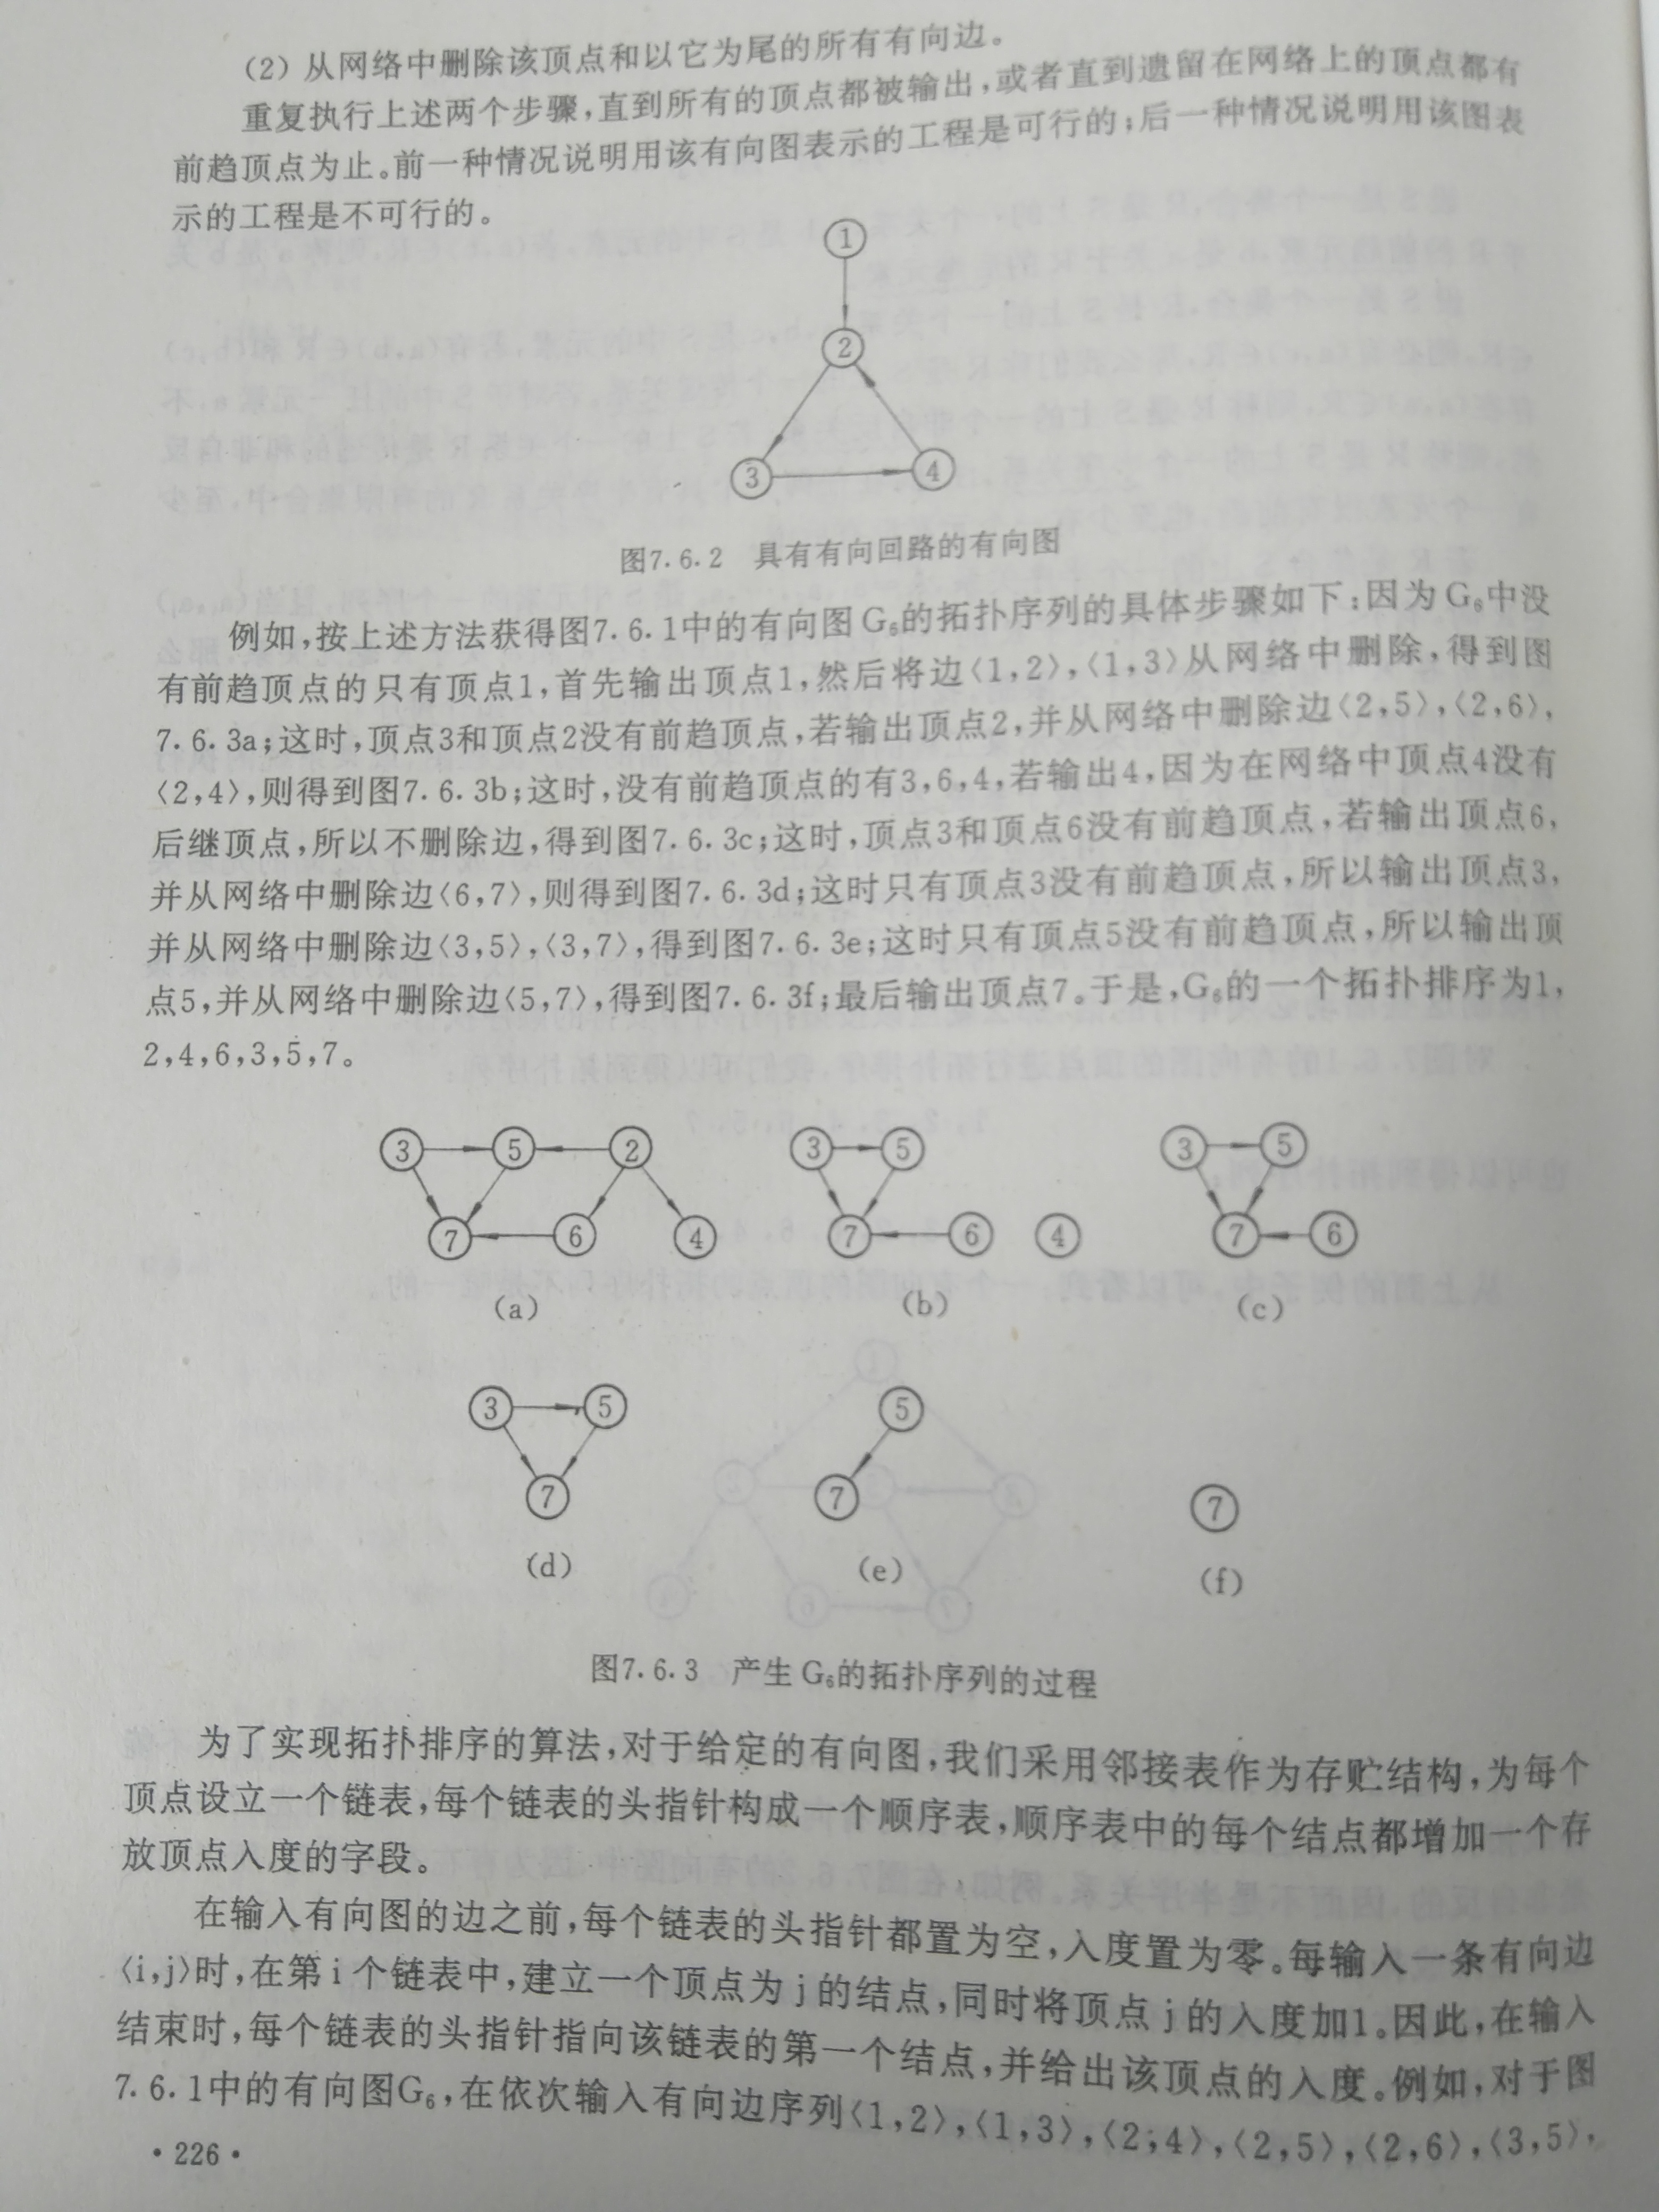 (2) 从网络中删除该顶点和以它为尾的所有有向边。
重复执行上述两个步骤,直到所有的顶点都被输出,或者直到遗留在网络上的顶点都有
前趋顶点为止。前一种情况说明用该有向图表示的工程是可行的;后一种情况说明用该图表
示的工程是不可行的。
1
2
3 4
图7.6.2 具有有向回路的有向图
例如,按上述方法获得图7.6.1中的有向图G₆的拓扑序列的具体步骤如下:因为G₆中没
有前趋顶点的只有顶点1,首先输出顶点1,然后将边〈1,2〉,〈1,3〉从网络中删除,得到图
7.6.3a;这时,顶点3和顶点2没有前趋顶点,若输出顶点2,并从网络中删除边〈2,5〉,〈2,6〉,
〈2,4〉,则得到图7.6.3b;这时,没有前趋顶点的有3,6,4,若输出4,因为在网络中顶点4没有
后继顶点,所以不删除边,得到图7.6.3c;这时,顶点3和顶点6没有前趋顶点,若输出顶点6,
并从网络中删除边〈6,7〉,则得到图7.6.3d;这时只有顶点3没有前趋顶点,所以输出顶点3,
并从网络中删除边〈3,5〉,〈3,7〉,得到图7.6.3e;这时只有顶点5没有前趋顶点,所以输出顶
点5,并从网络中删除边〈5,7〉,得到图7.6.3f;最后输出顶点7。于是,G₆的一个拓扑排序为1,
2,4,6,3,5,7。
3 5 2 3 5 3 5
7 6 4 7 6 4 7 6
(a) (b) (c)
3 5 5
7 7 7
(d) (e) (f)
图7.6.3 产生G₆的拓扑序列的过程
为了实现拓扑排序的算法,对于给定的有向图,我们采用邻接表作为存贮结构,为每个
顶点设立一个链表,每个链表的头指针构成一个顺序表,顺序表中的每个结点都增加一个存
放顶点入度的字段。
在输入有向图的边之前,每个链表的头指针都置为空,入度置为零。每输入一条有向边
〈i,j〉时,在第i个链表中,建立一个顶点为j的结点,同时将顶点j的入度加1。因此,在输入
结束时,每个链表的头指针指向该链表的第一个结点,并给出该顶点的入度。例如,对于图
7.6.1中的有向图G₆,在依次输入有向边序列〈1,2〉,〈1,3〉,〈2,4〉,〈2,5〉,〈2,6〉,〈3,5〉,
·226·